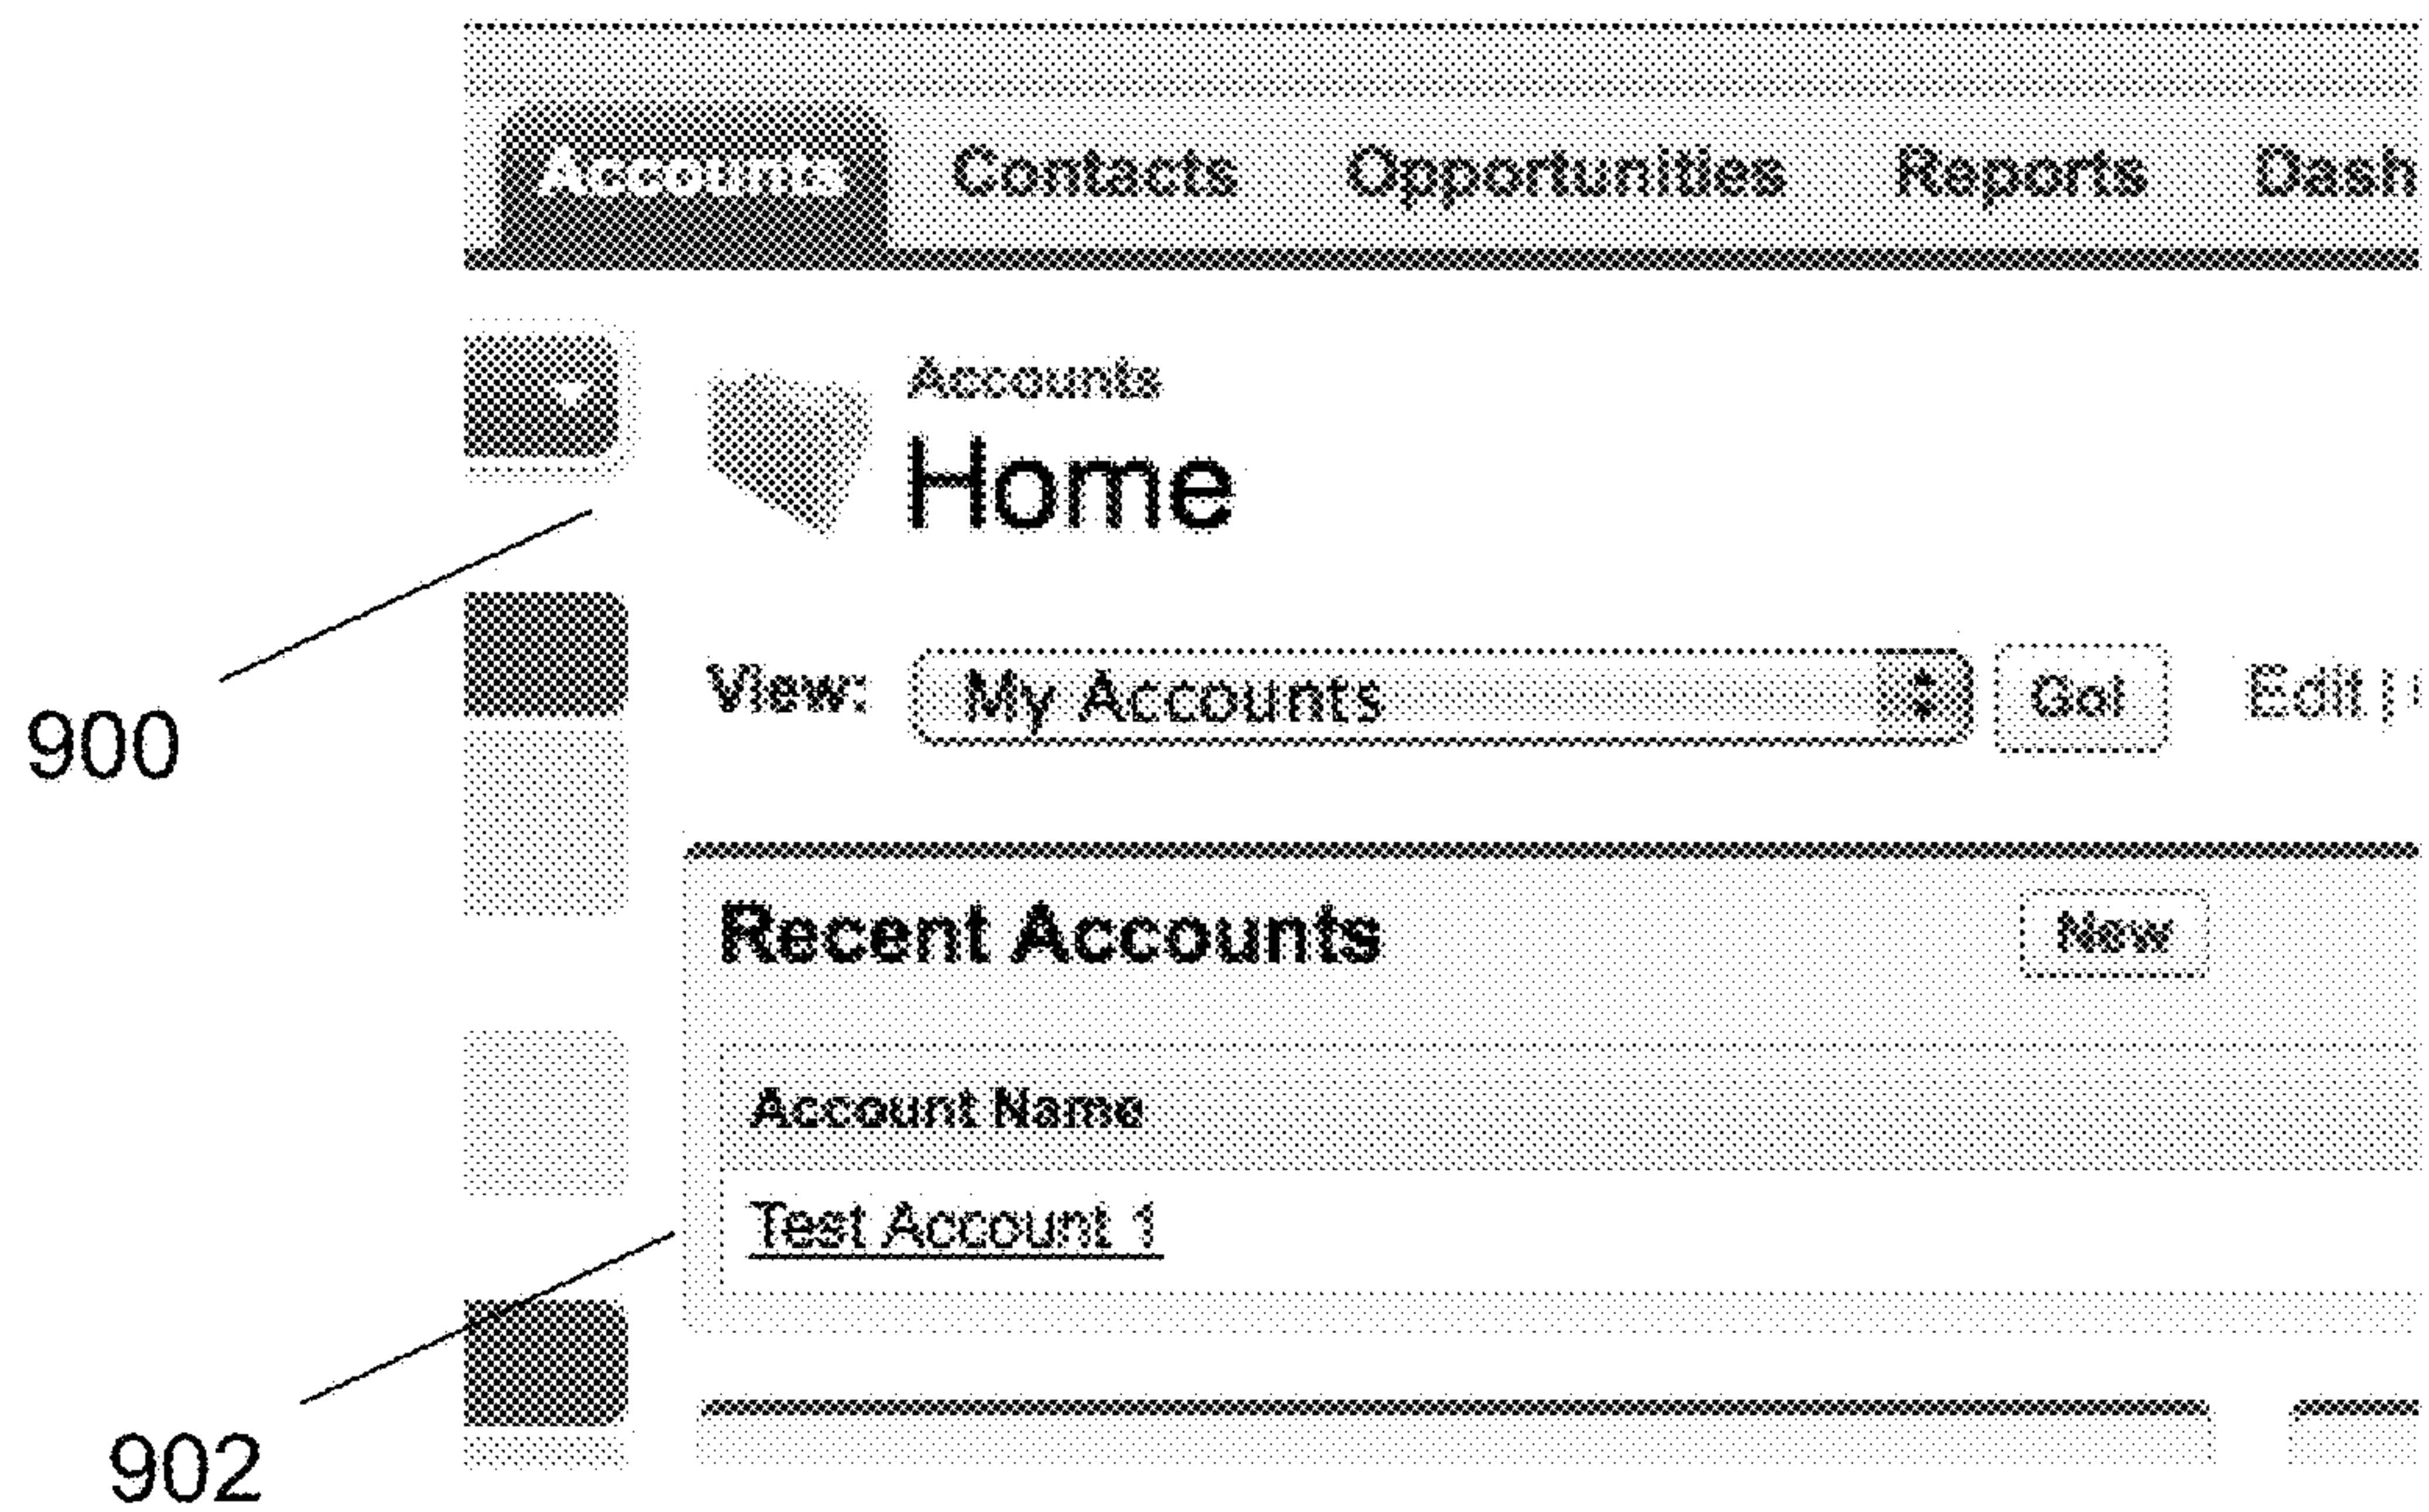 Accounts Contacts Opportunities Reports Dash
Accounts
Home
View: My Accounts Go! Edit |
900
Recent Accounts New
Account Name
Test Account 1
902